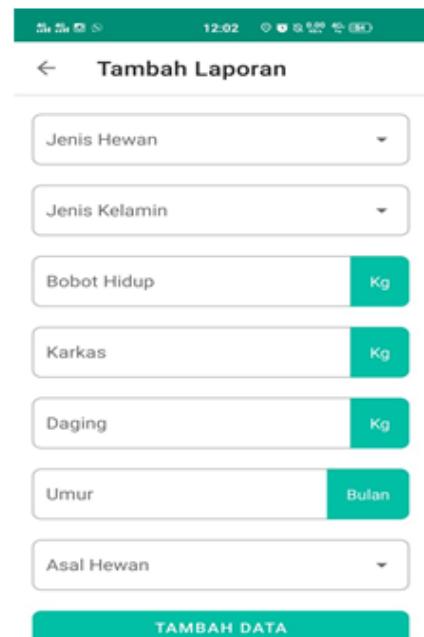 12:02
Tambah Laporan
Jenis Hewan
Jenis Kelamin
Bobot Hidup Kg
Karkas Kg
Daging Kg
Umur Bulan
Asal Hewan
TAMBAH DATA